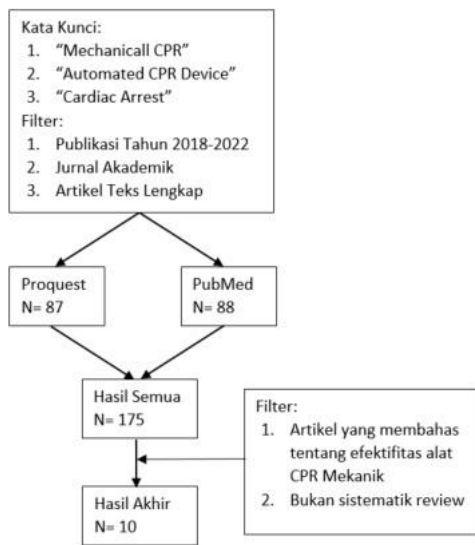 Kata Kunci:
1. “Mechanicall CPR”
2. “Automated CPR Device”
3. “Cardiac Arrest”
Filter:
1. Publikasi Tahun 2018-2022
2. Jurnal Akademik
3. Artikel Teks Lengkap
Proquest
N= 87
PubMed
N= 88
Hasil Semua
N= 175
Filter:
1. Artikel yang membahas
tentang efektifitas alat
CPR Mekanik
2. Bukan sistematik review
Hasil Akhir
N= 10